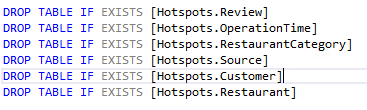 DROP TABLE IF EXISTS [Hotspots.Review]
DROP TABLE IF EXISTS [Hotspots.OperationTime]
DROP TABLE IF EXISTS [Hotspots.RestaurantCategory]
DROP TABLE IF EXISTS [Hotspots.Source]
DROP TABLE IF EXISTS [Hotspots.Customer]
DROP TABLE IF EXISTS [Hotspots.Restaurant]